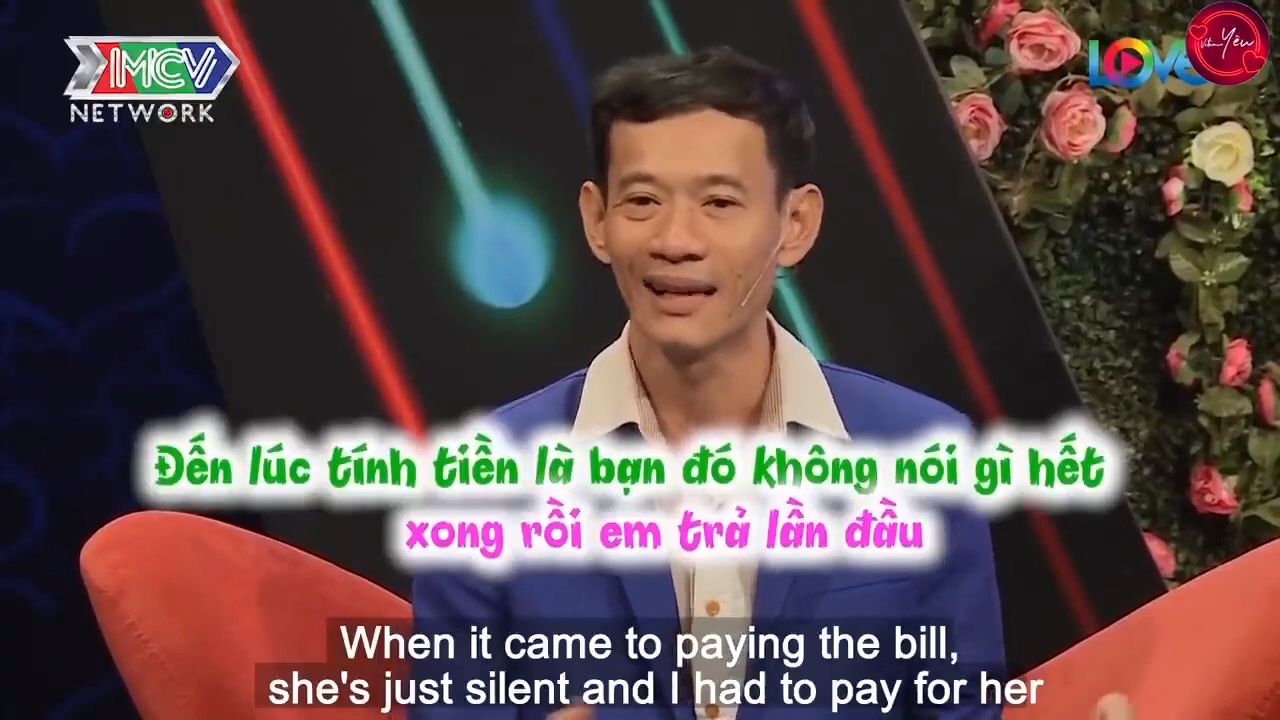 MCV
NETWORK
LOVE
Yêu
Đến lúc tính tiền là bạn đó không nói gì hết
xong rồi em trả lần đầu
When it came to paying the bill,
she's just silent and I had to pay for her